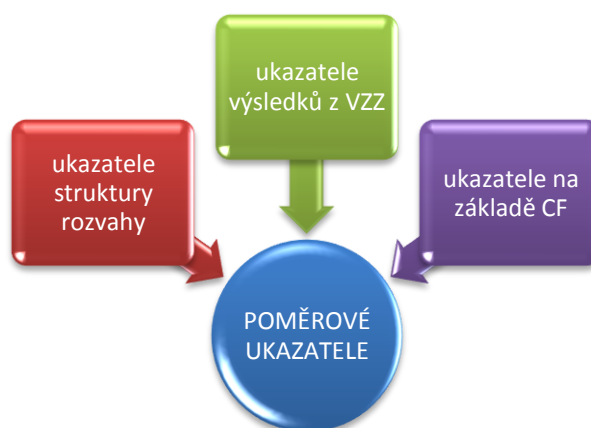 ukazatele
výsledků z VZZ
ukazatele
struktury
rozvahy
ukazatele na
základě CF
POMĚROVÉ
UKAZATELE